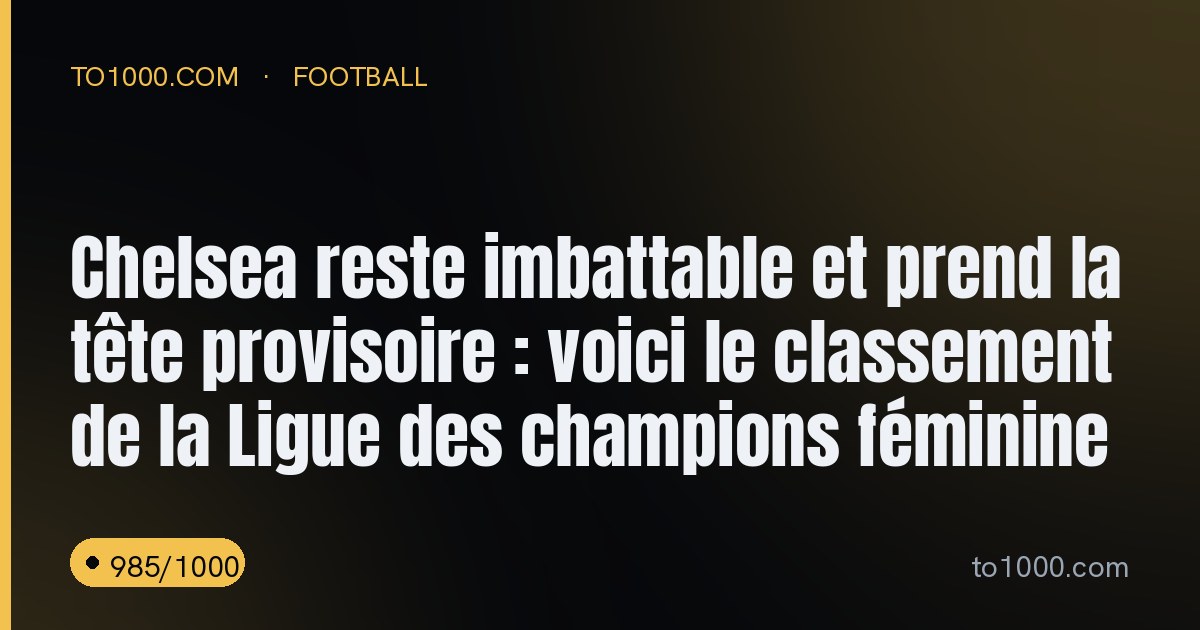 TO1000.COM · FOOTBALL
Chelsea reste imbattable et prend la
tête provisoire : voici le classement
de la Ligue des champions féminine
985/1000
to1000.com